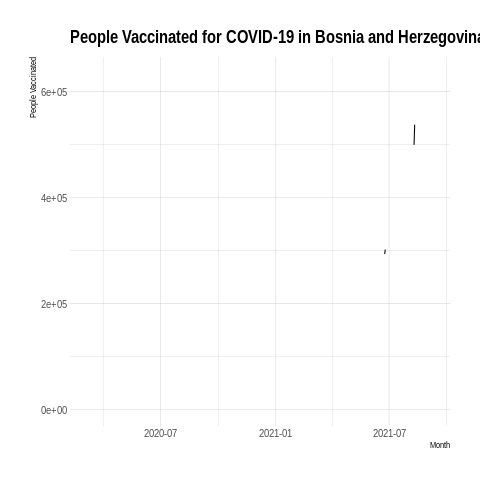 People Vaccinated for COVID-19 in Bosnia and Herzegovina
People Vaccinated
6e+05
4e+05
2e+05
0e+00
2020-07
2021-01
2021-07
Month